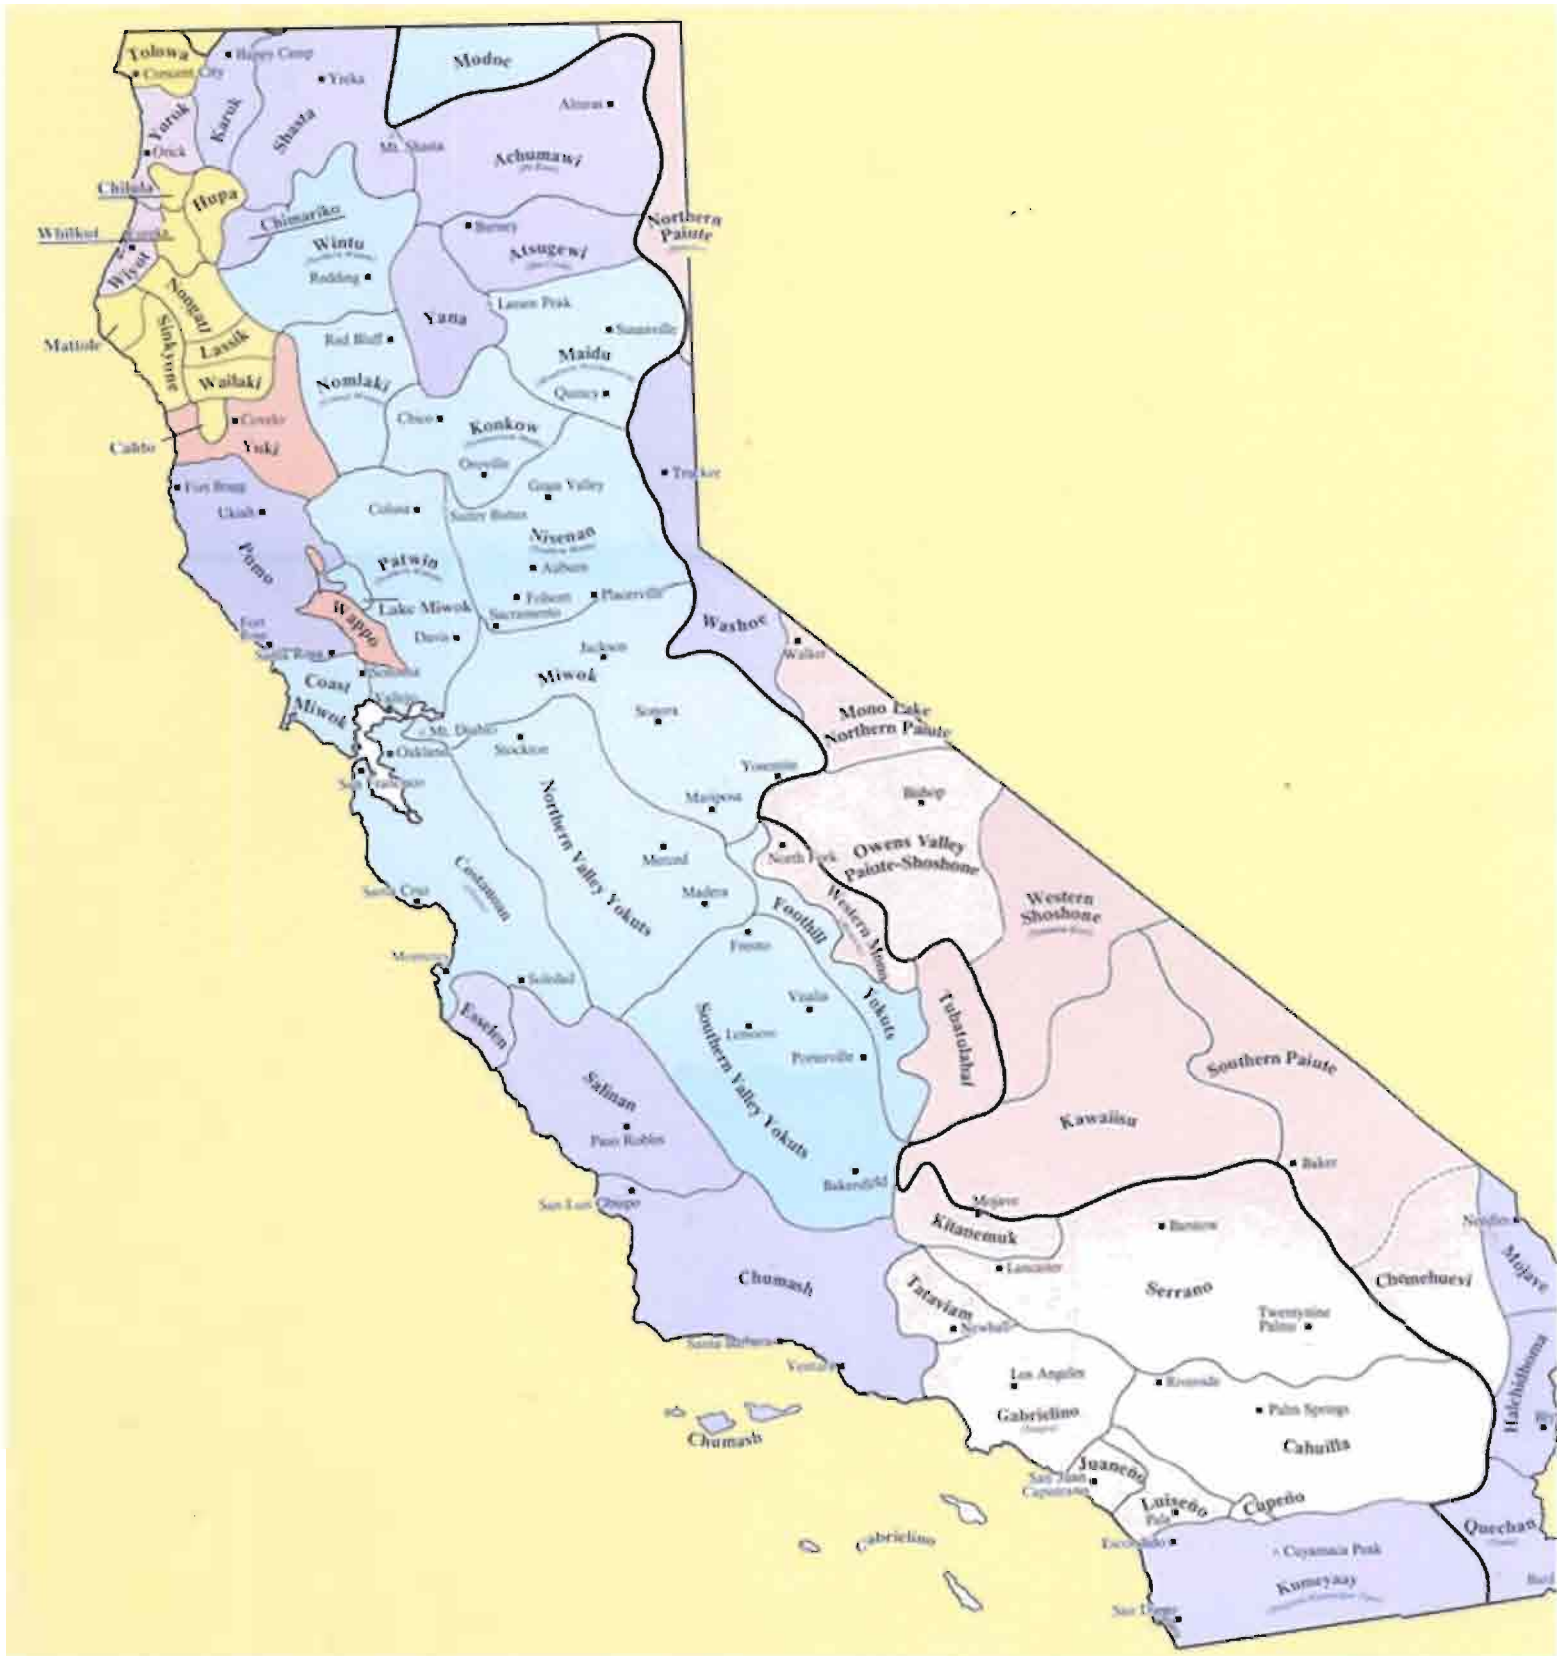 Tolowa
Crescent City
Happy Camp
Yreka
Modoc
Alturas
Yurok
Karuk
Shasta
Orick
Mt. Shasta
Achumawi
Chilula
Hupa
Chimariko
Whilkut
Wiyot
Wintu
Redding
Burney
Atsugewi
Northern
Paiute
Nongatl
Lassen Peak
Yana
Susanville
Mattole
Sinkyone
Lassik
Red Bluff
Maidu
Wailaki
Nomlaki
Quincy
Chico
Konkow
Covelo
Yuki
Cahto
Oroville
Truckee
Fort Bragg
Grass Valley
Ukiah
Colusa
Sutter Buttes
Nisenan
Pomo
Patwin
Auburn
Folsom
Placerville
Lake Miwok
Wappo
Sacramento
Washoe
Fort
Ross
Davis
Santa Rosa
Jackson
Walker
Sonoma
Miwok
Coast
Miwok
Vallejo
Sonora
Mono Lake
Northern Paiute
Mt. Diablo
Stockton
Oakland
San Francisco
Yosemite
Bishop
Mariposa
Northern Valley Yokuts
Merced
North Fork
Owens Valley
Paiute-Shoshone
Costanoan
Santa Cruz
Madera
Western Mono
Western
Shoshone
Foothill
Yokuts
Fresno
Monterey
Soledad
Esselen
Visalia
Tubatulabal
Lemoore
Southern Valley Yokuts
Porterville
Southern Paiute
Salinan
Kawaiisu
Paso Robles
Baker
Bakersfield
San Luis Obispo
Mojave
Kitanemuk
Barstow
Needles
Mojave
Lancaster
Chumash
Chemehuevi
Serrano
Tataviam
Newhall
Twentynine
Palms
Santa Barbara
Ventura
Los Angeles
Riverside
Halchidhoma
Gabrielino
Palm Springs
Chumash
Cahuilla
Juaneño
San Juan
Capistrano
Luiseño
Cupeño
Pala
Quechan
Gabrielino
Escondido
Cuyamaca Peak
Kumeyaay
San Diego